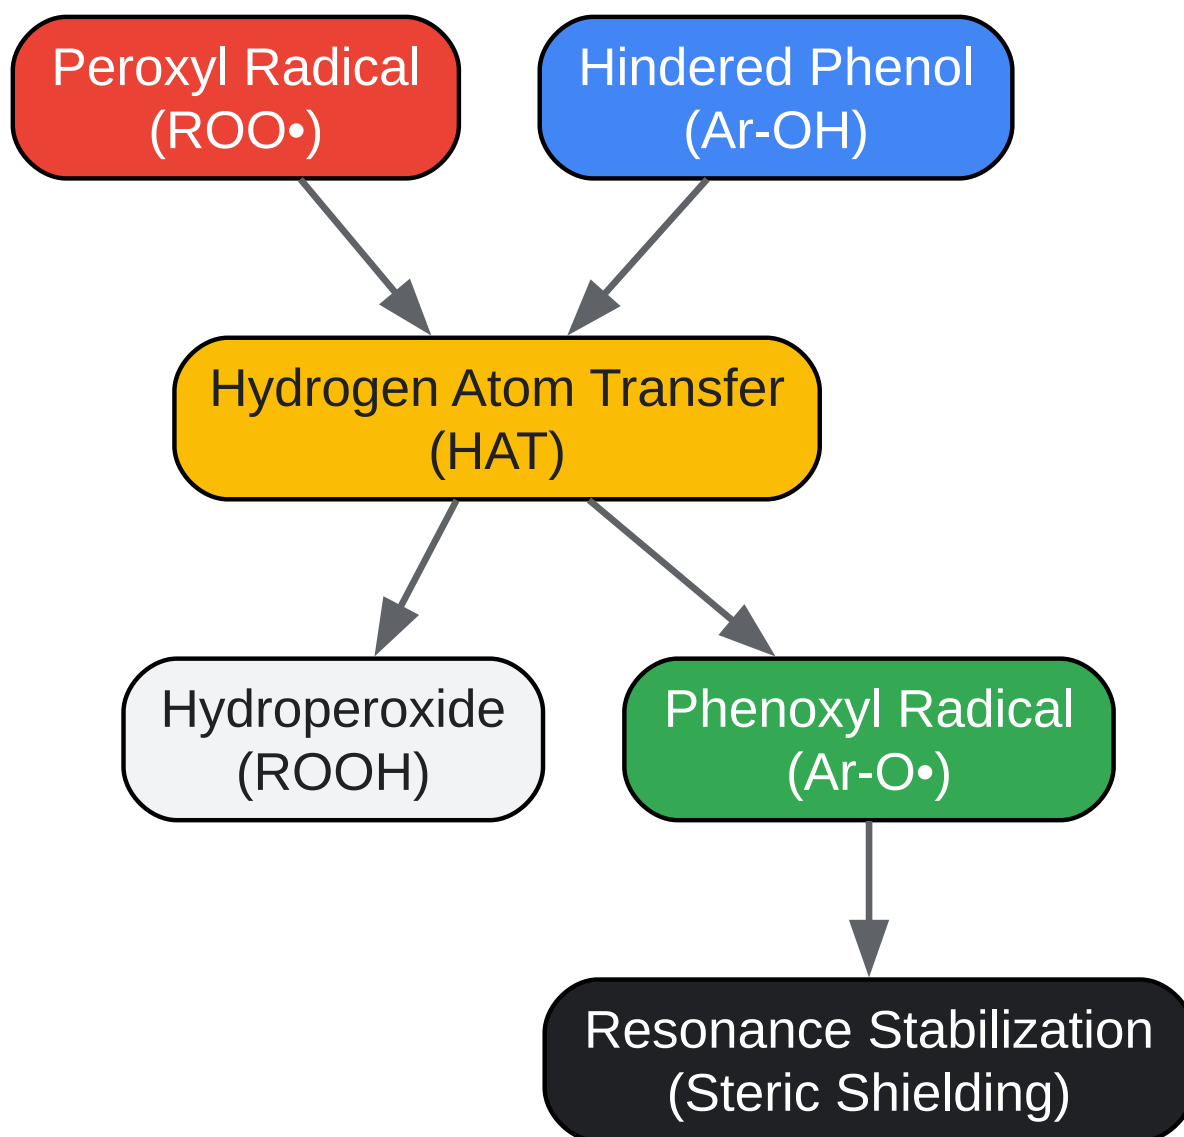 Peroxyl Radical
(ROO•)
Hindered Phenol
(Ar-OH)
Hydrogen Atom Transfer
(HAT)
Hydroperoxide
(ROOH)
Phenoxyl Radical
(Ar-O•)
Resonance Stabilization
(Steric Shielding)